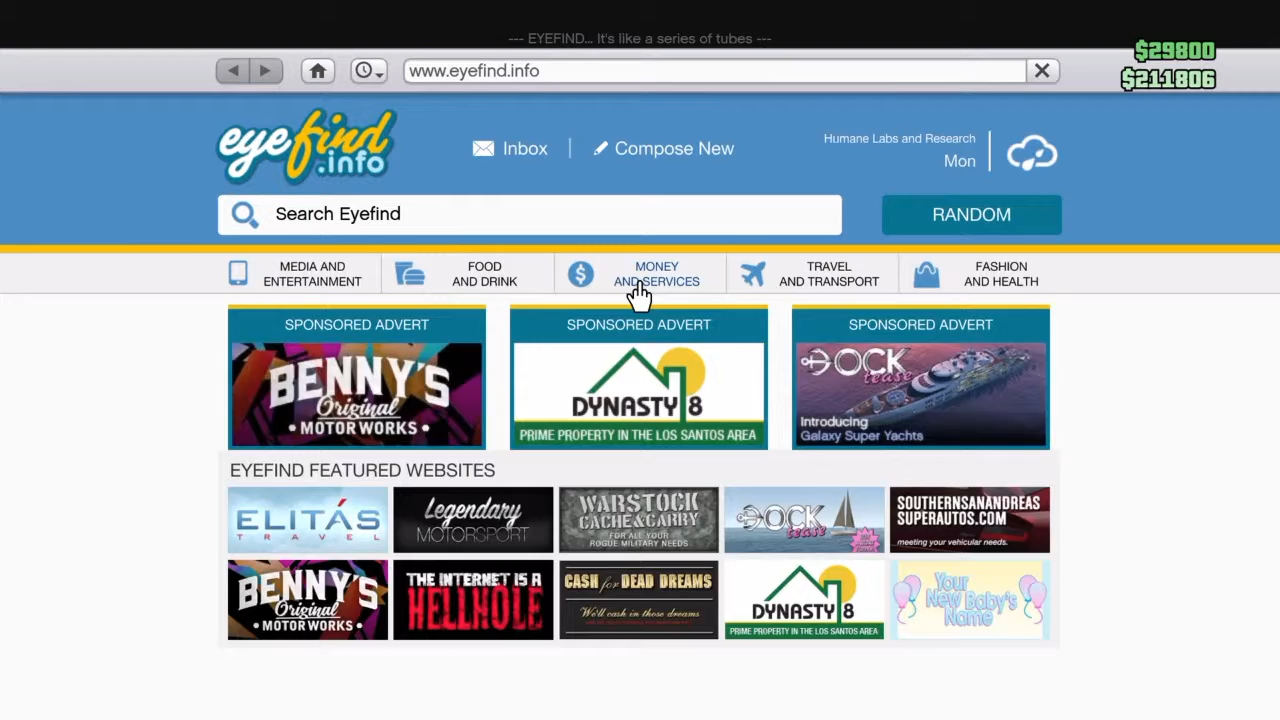 --- EYEFIND... It's like a series of tubes ---
$29800
$211806
www.eyefind.info
eyefind
.info
Inbox
Compose New
Humane Labs and Research
Mon
Search Eyefind
RANDOM
MEDIA AND
ENTERTAINMENT
FOOD
AND DRINK
MONEY
AND SERVICES
TRAVEL
AND TRANSPORT
FASHION
AND HEALTH
SPONSORED ADVERT
BENNY'S
Original
• MOTOR WORKS •
SPONSORED ADVERT
DYNASTY 8
PRIME PROPERTY IN THE LOS SANTOS AREA
SPONSORED ADVERT
DOCK
tease
Introducing
Galaxy Super Yachts
EYEFIND FEATURED WEBSITES
ELITÁS
TRAVEL
Legendary
MOTORSPORT
WARSTOCK
CACHE & CARRY
FOR ALL YOUR
ROGUE MILITARY NEEDS
DOCK
tease
SOUTHERNSANANDREAS
SUPERAUTOS.COM
meeting your vehicular needs.
BENNY'S
Original
• MOTOR WORKS •
THE INTERNET IS A
HELLHOLE
CASH for DEAD DREAMS
We'll cash in those dreams
DYNASTY 8
PRIME PROPERTY IN THE LOS SANTOS AREA
Your
New Baby's
Name